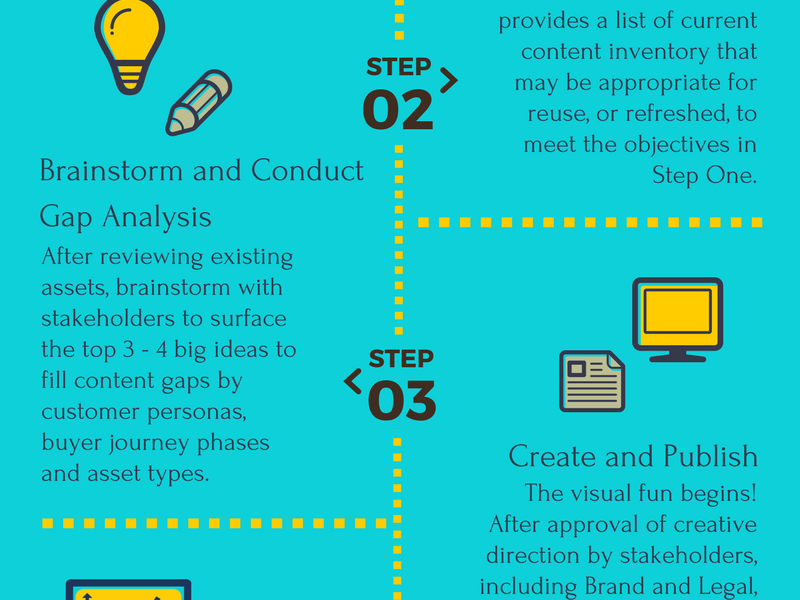 provides a list of current
content inventory that
may be appropriate for
reuse, or refreshed, to
meet the objectives in
Step One.
STEP
02
Brainstorm and Conduct
Gap Analysis
After reviewing existing
assets, brainstorm with
stakeholders to surface
the top 3 - 4 big ideas to
fill content gaps by
customer personas,
buyer journey phases
and asset types.
STEP
03
Create and Publish
The visual fun begins!
After approval of creative
direction by stakeholders,
including Brand and Legal,